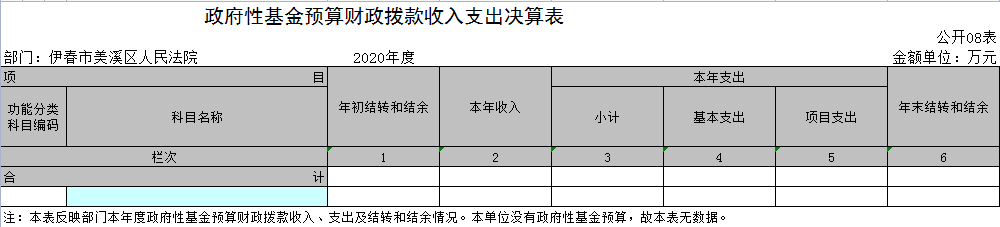 政府性基金预算财政拨款收入支出决算表
公开08表
部门：伊春市美溪区人民法院 2020年度 金额单位：万元
项 目 年初结转和结余 本年收入 本年支出 年末结转和结余
功能分类科目编码 科目名称 小计 基本支出 项目支出
栏次 1 2 3 4 5 6
合 计
注：本表反映部门本年度政府性基金预算财政拨款收入、支出及结转和结余情况。本单位没有政府性基金预算，故本表无数据。